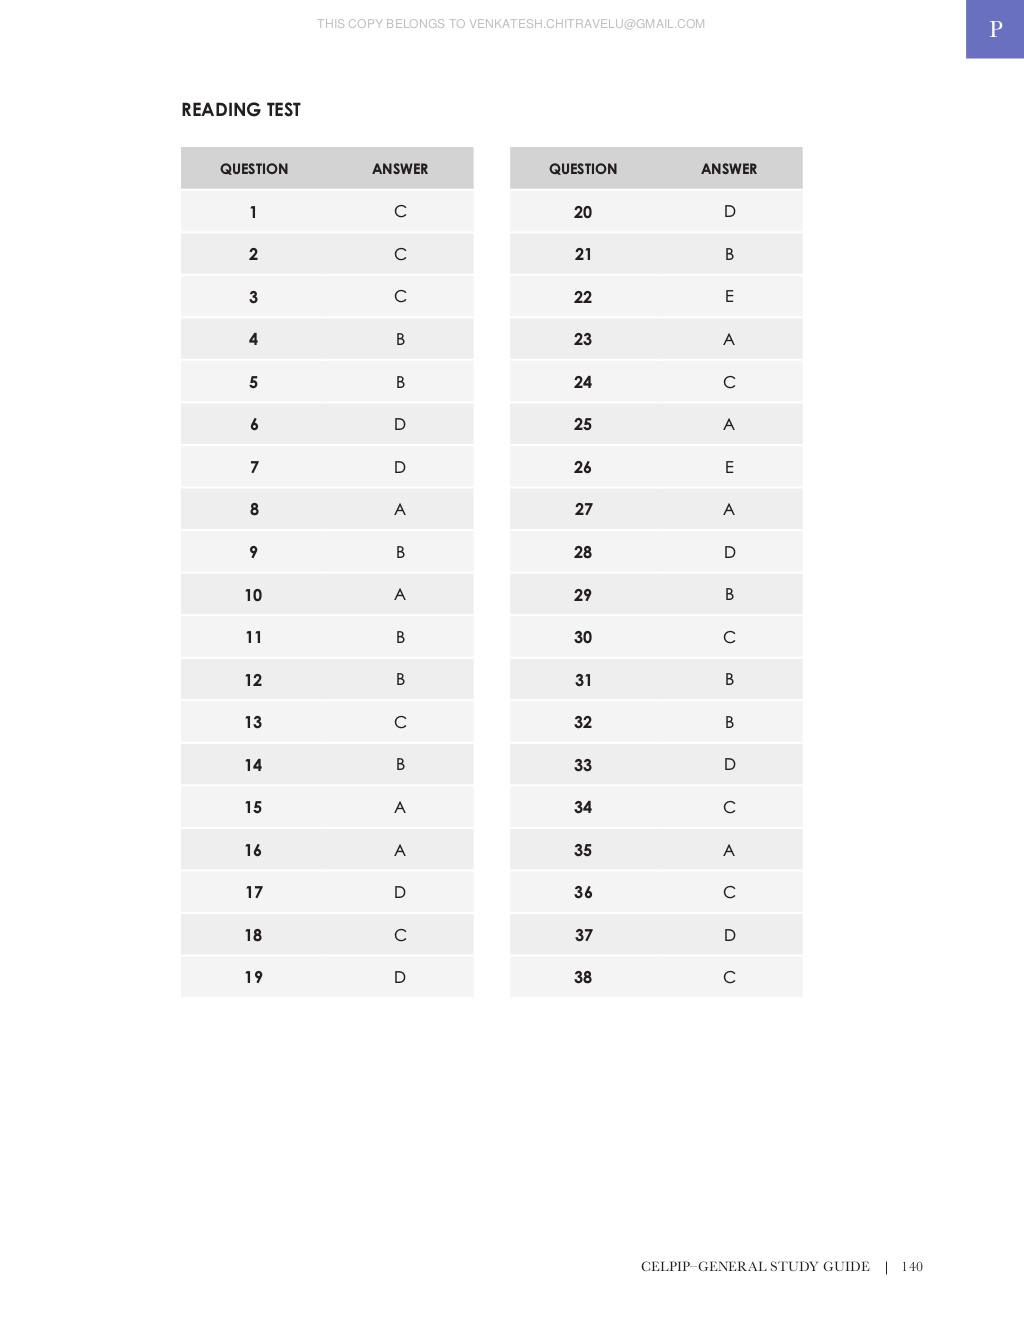 THIS COPY BELONGS TO VENKATESH.CHITRAVELU@GMAIL.COM
P
READING TEST
QUESTION ANSWER
1 C
2 C
3 C
4 B
5 B
6 D
7 D
8 A
9 B
10 A
11 B
12 B
13 C
14 B
15 A
16 A
17 D
18 C
19 D
QUESTION ANSWER
20 D
21 B
22 E
23 A
24 C
25 A
26 E
27 A
28 D
29 B
30 C
31 B
32 B
33 D
34 C
35 A
36 C
37 D
38 C
CELPIP–GENERAL STUDY GUIDE | 140